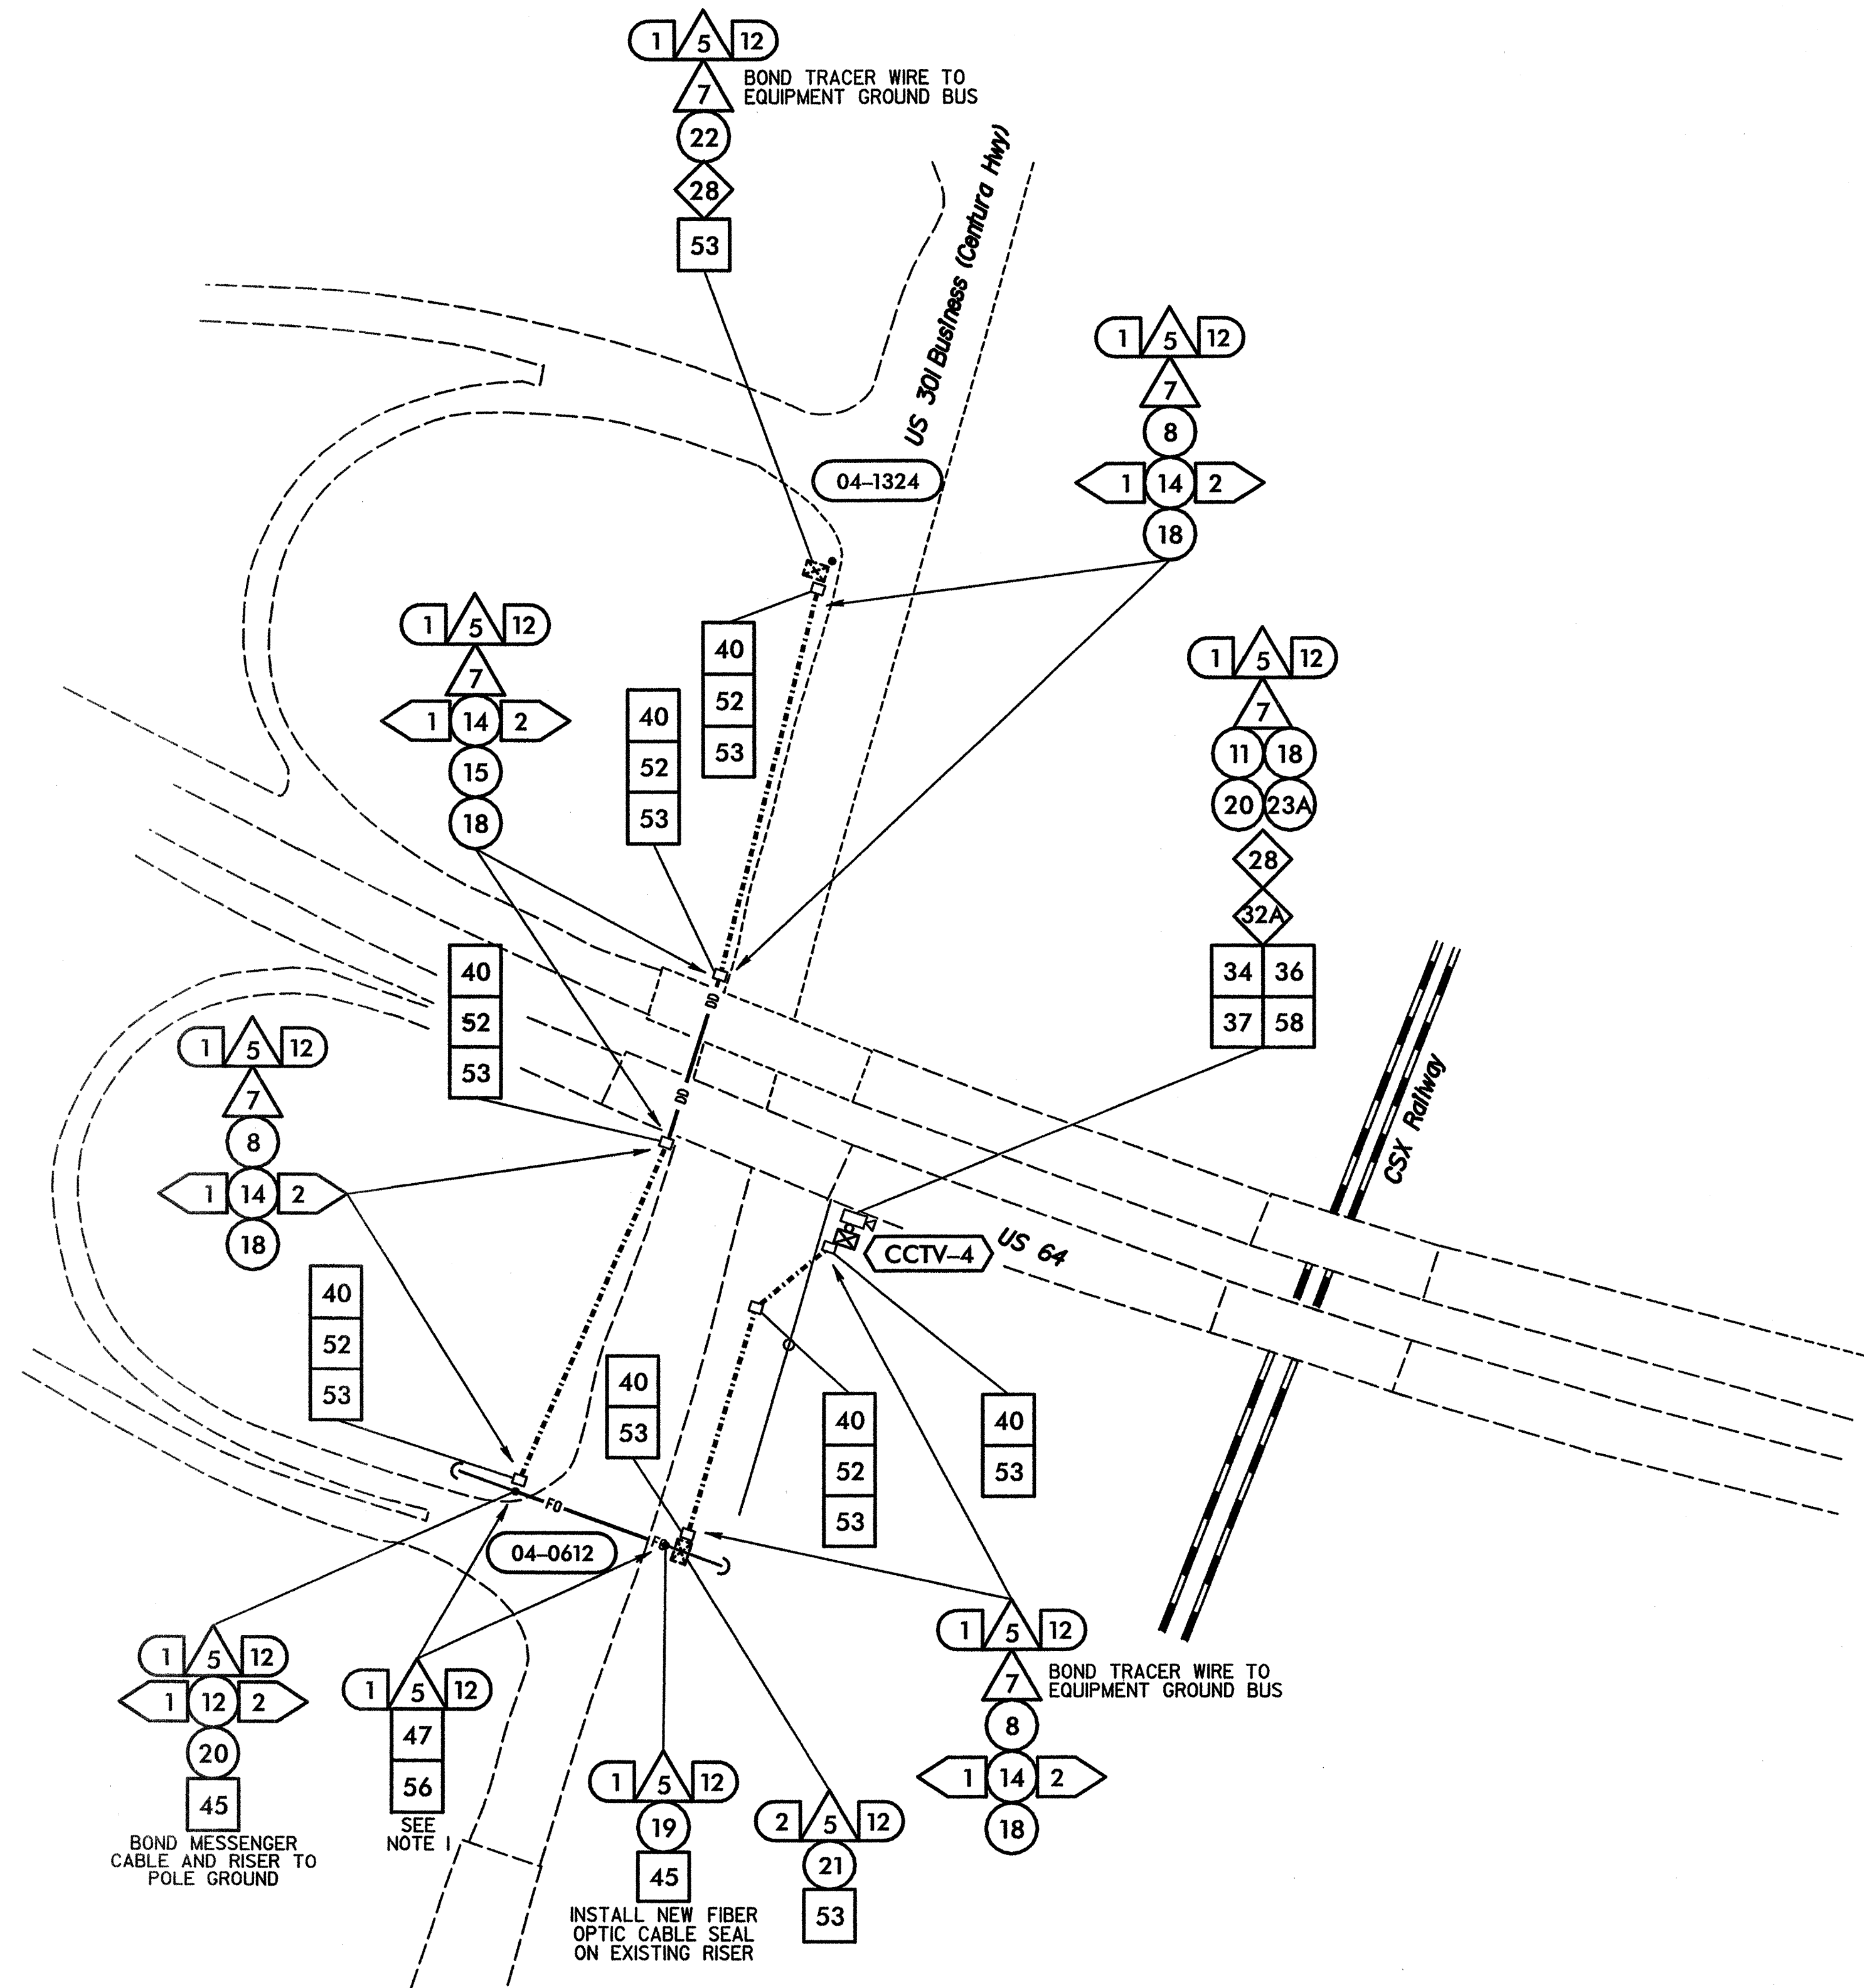 1 5 12
7
BOND TRACER WIRE TO
EQUIPMENT GROUND BUS
22
28
53
US 301 Business (Centura Hwy)
1 5 12
7
8
1 14 2
18
04-1324
1 5 12
7
1 14 2
15
18
40
52
53
40
52
53
1 5 12
7
11 18
20 23A
28
32A
34 36
37 58
40
52
53
DD
DD
1 5 12
7
8
1 14 2
18
CSX Railway
CCTV-4
US 64
40
52
53
40
53
40
52
53
40
53
FO
FO
04-0612
1 5 12
1 12 2
20
45
BOND MESSENGER
CABLE AND RISER TO
POLE GROUND
1 5 12
47
56
SEE
NOTE 1
1 5 12
19
45
INSTALL NEW FIBER
OPTIC CABLE SEAL
ON EXISTING RISER
2 5 12
21
53
1 5 12
7
BOND TRACER WIRE TO
EQUIPMENT GROUND BUS
8
1 14 2
18